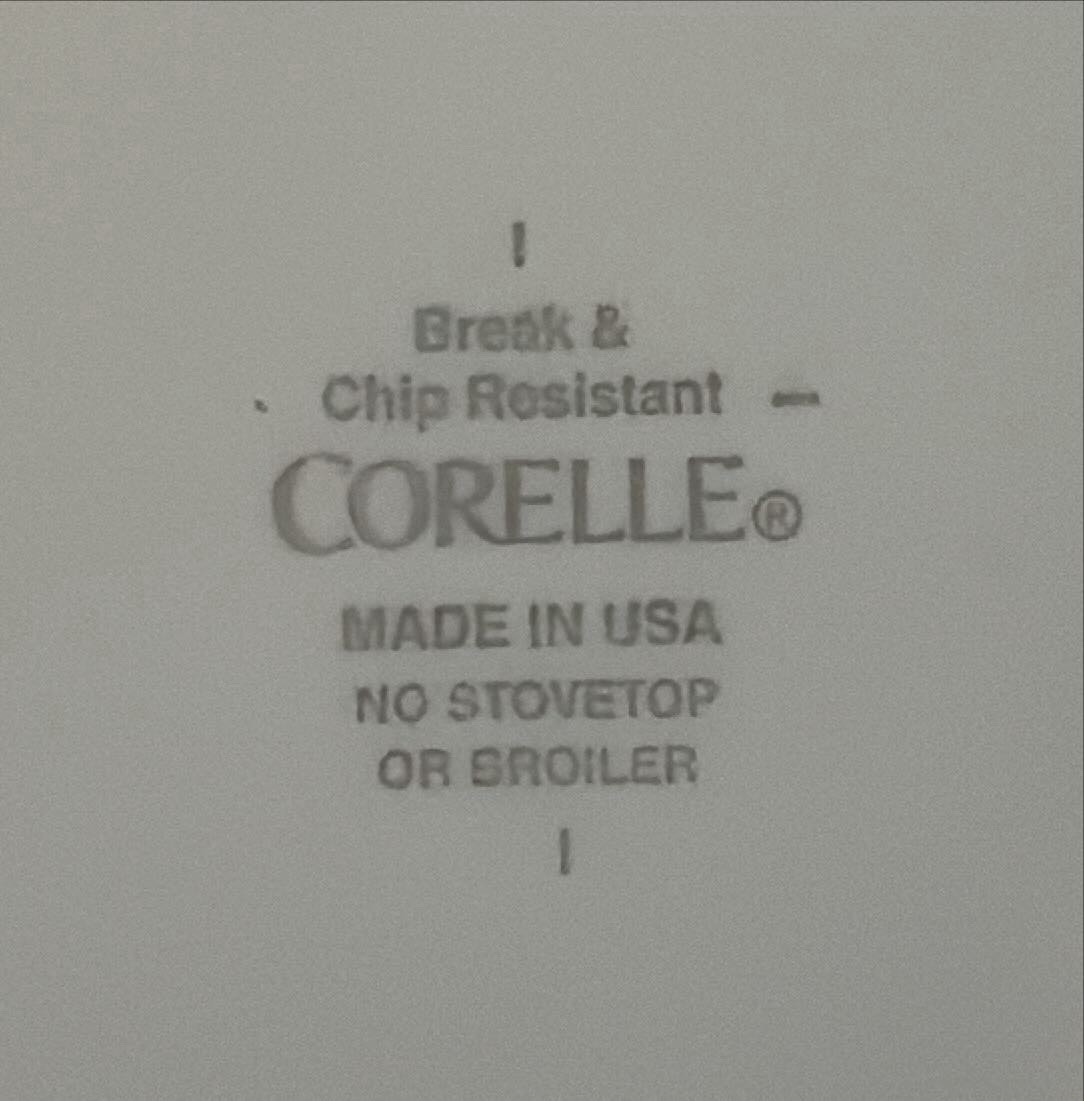 Break &
Chip Resistant
CORELLE®
MADE IN USA
NO STOVETOP
OR BROILER